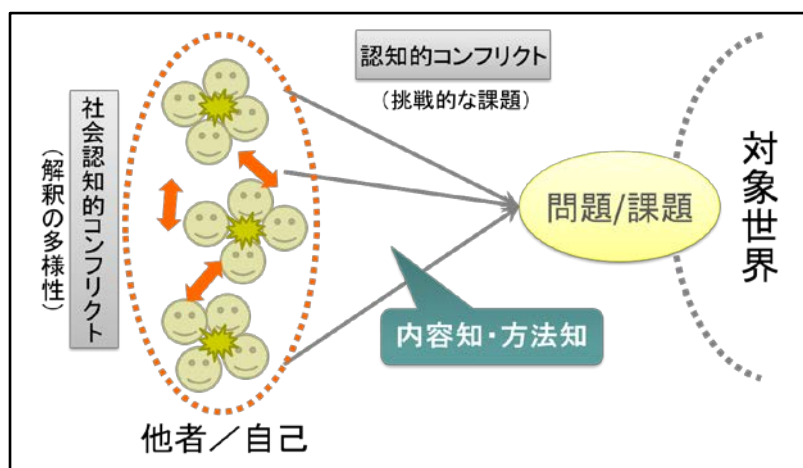 社会認知的コンフリクト
（解釈の多様性）
認知的コンフリクト
（挑戦的な課題）
問題/課題
対象世界
内容知・方法知
他者／自己